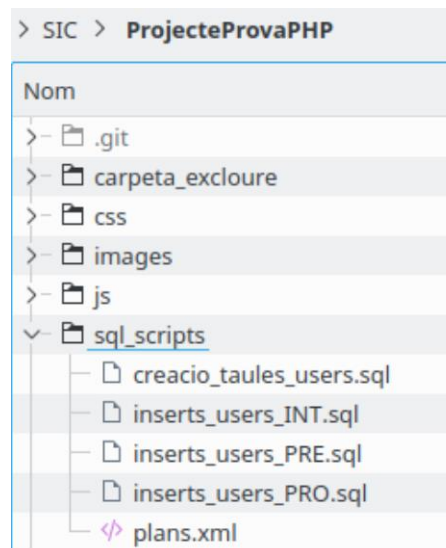 > SIC > ProjecteProvaPHP
Nom
.git
carpeta_excloure
css
images
js
sql_scripts
creacio_taules_users.sql
inserts_users_INT.sql
inserts_users_PRE.sql
inserts_users_PRO.sql
plans.xml